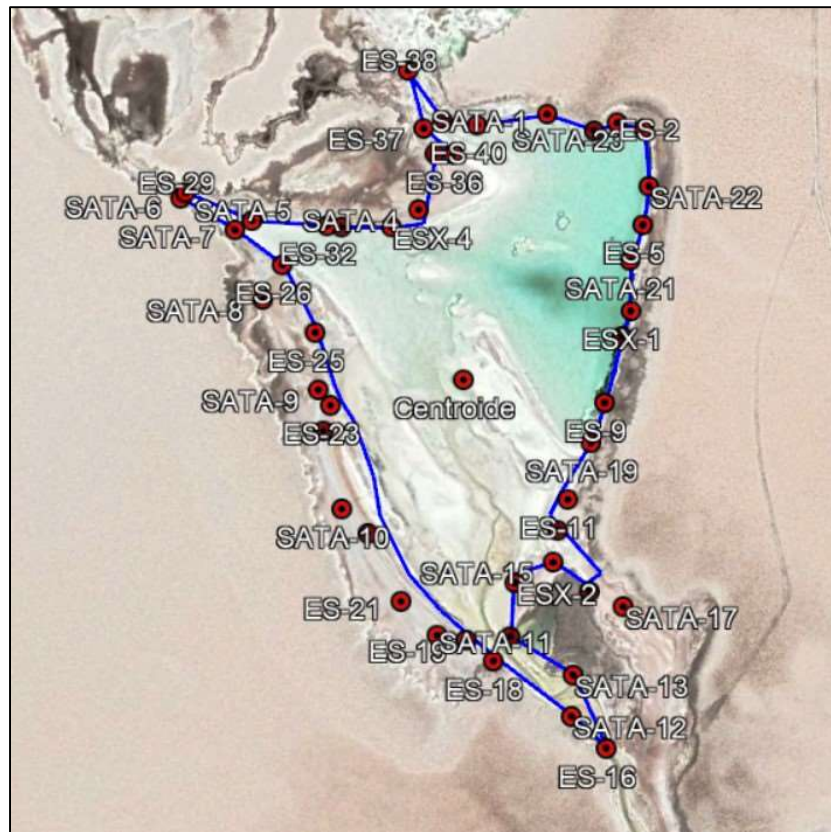 ES-38
SATA-1
ES-37
SATA-23
ES-2
ES-40
ES-29
SATA-6
SATA-5
ES-36
SATA-22
SATA-4
SATA-7
ESX-4
ES-32
ES-5
SATA-21
ES-26
SATA-8
ESX-1
ES-25
SATA-9
Centroide
ES-23
ES-9
SATA-19
ES-11
SATA-10
SATA-15
ESX-2
ES-21
SATA-17
SATA-11
ES-19
ES-18
SATA-13
SATA-12
ES-16